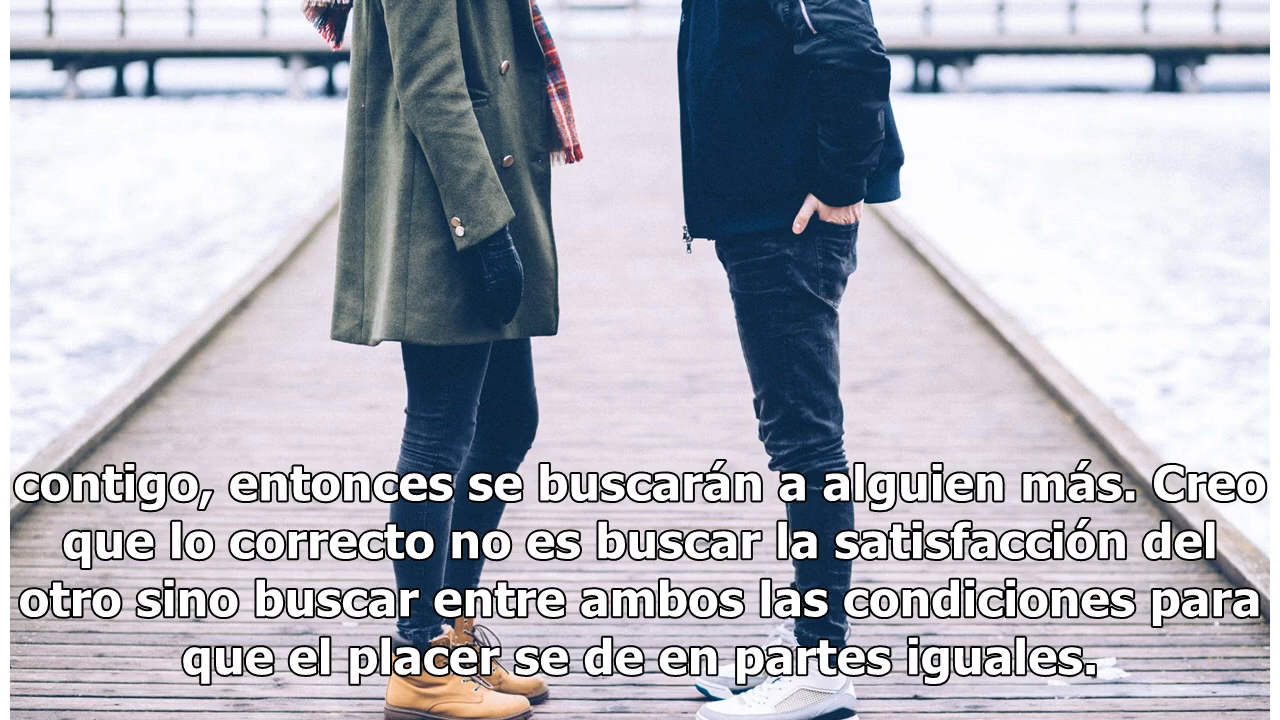 contigo, entonces se buscarán a alguien más. Creo
que lo correcto no es buscar la satisfacción del
otro sino buscar entre ambos las condiciones para
que el placer se de en partes iguales.